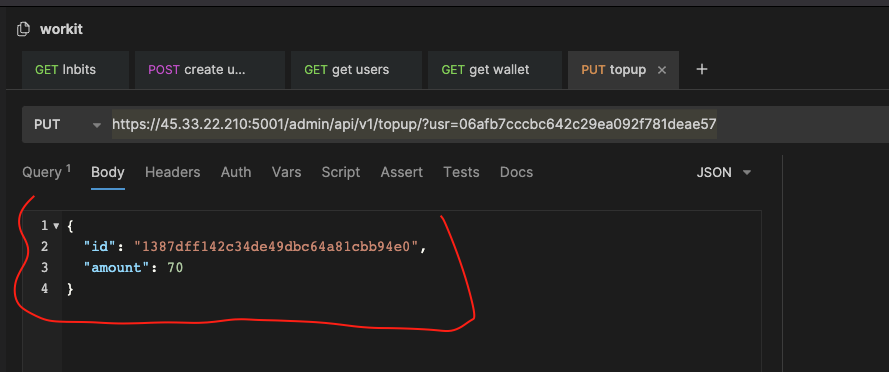 workit
GET lnbits
POST create u...
GET get users
GET get wallet
PUT topup × +
PUT https://45.33.22.210:5001/admin/api/v1/topup/?usr=06afb7cccbc642c29ea092f781deae57
Query 1 Body Headers Auth Vars Script Assert Tests Docs JSON
1 {
2 "id": "1387dff142c34de49dbc64a81cbb94e0",
3 "amount": 70
4 }